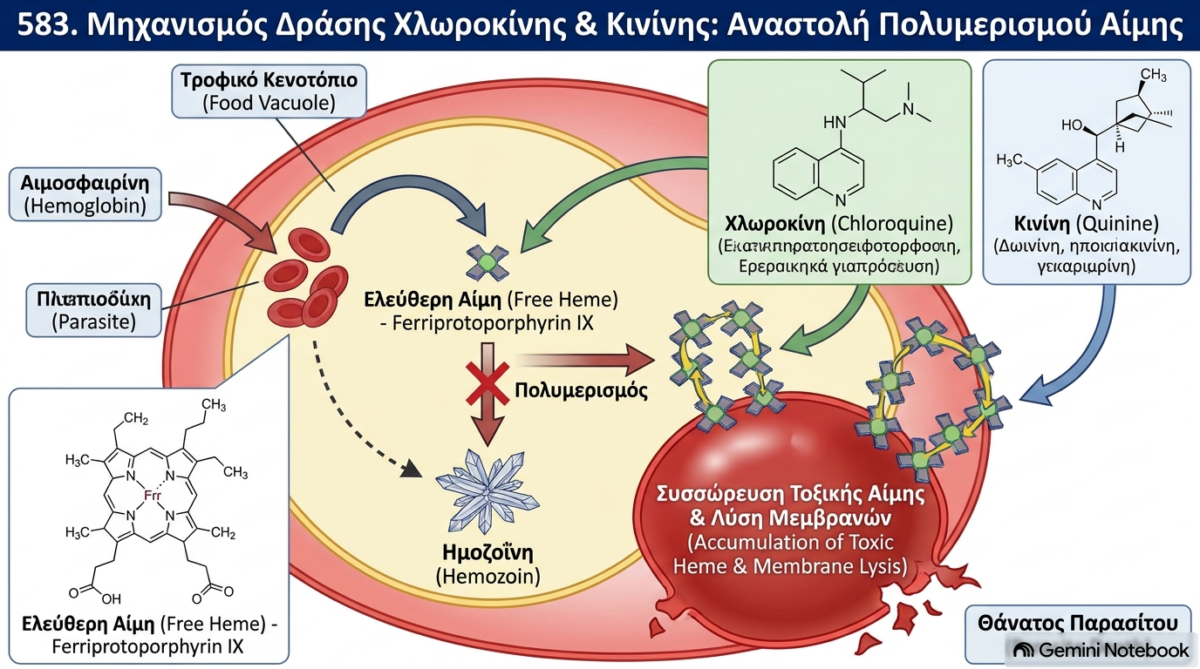 583. Μηχανισμός Δράσης Χλωροκίνης & Κινίνης: Αναστολή Πολυμερισμού Αίμης
Τροφικό Κενοτόπιο
(Food Vacuole)
Αιμοσφαιρίνη
(Hemoglobin)
(Parasite)
Ελεύθερη Αίμη (Free Heme)
- Ferriprotoporphyrin IX
Πολυμερισμός
Ημοζοΐνη
(Hemozoin)
HN
N
N
Χλωροκίνη (Chloroquine)
CH₃
HO
H
H₃C
N
Κινίνη (Quinine)
CH₃
CH₂
H₃C
CH₃
N
N
Frr
N
N
H₃C
CH₂
O
OH
O
O
Ελεύθερη Αίμη (Free Heme) -
Ferriprotoporphyrin IX
Συσσώρευση Τοξικής Αίμης
& Λύση Μεμβρανών
(Accumulation of Toxic
Heme & Membrane Lysis)
Θάνατος Παρασίτου
Gemini Notebook